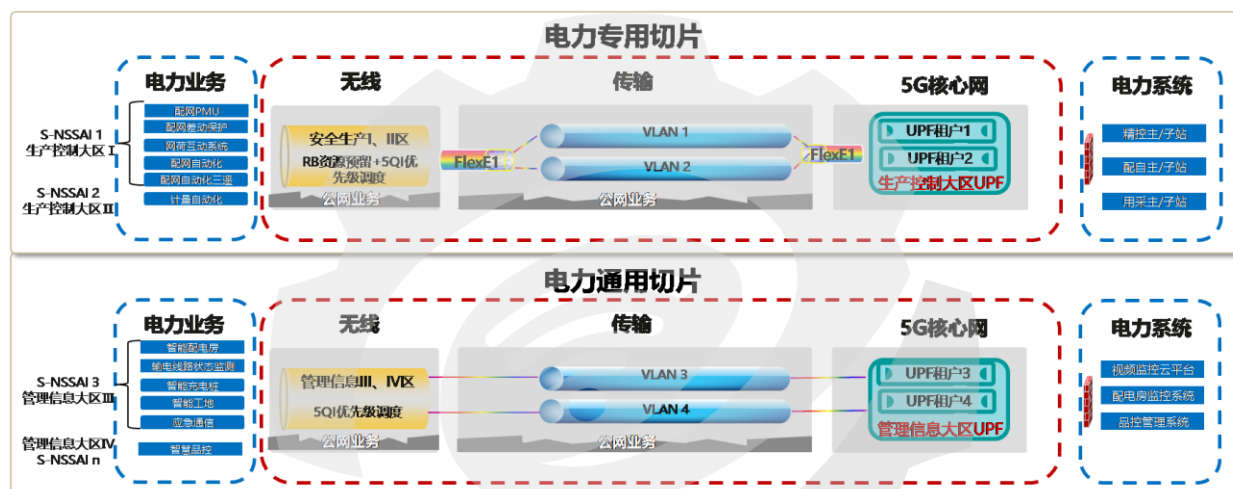 电力专用切片
电力业务
无线
传输
5G核心网
电力系统
S-NSSAI 1
生产控制大区 I
S-NSSAI 2
生产控制大区II
配网PMU
配网差动保护
网荷互动系统
配网自动化
配网自动化三遥
计量自动化
安全生产I、II区
RB资源预留+5QI优
先级调度
公网业务
FlexE1
VLAN 1
VLAN 2
公网业务
FlexE1
UPF租户1
UPF租户2
生产控制大区UPF
精控主/子站
配自主/子站
用采主/子站
电力通用切片
电力业务
无线
传输
5G核心网
电力系统
S-NSSAI 3
管理信息大区III
管理信息大区IV
S-NSSAI n
智能配电房
输电线路状态监测
智能充电桩
智能工地
应急通信
智慧品控
管理信息III、IV区
5QI优先级调度
公网业务
VLAN 3
VLAN 4
公网业务
UPF租户3
UPF租户4
管理信息大区UPF
视频监控云平台
配电房监控系统
品控管理系统